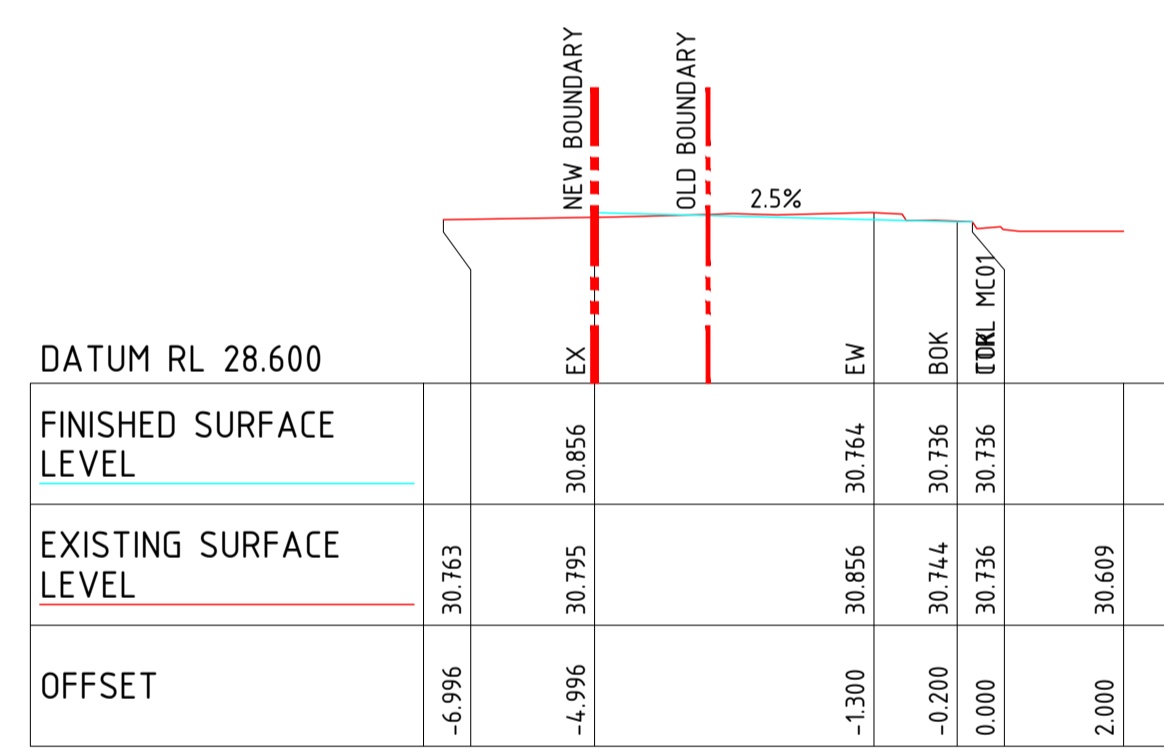 NEW BOUNDARY
OLD BOUNDARY
2.5%
DATUM RL 28.600
EX
EW
BOK
MC01
FINISHED SURFACE
LEVEL
30.856
30.764
30.736
30.736
EXISTING SURFACE
LEVEL
30.763
30.795
30.856
30.744
30.736
30.609
OFFSET
-6.996
-4.996
-1.300
-0.200
0.000
2.000